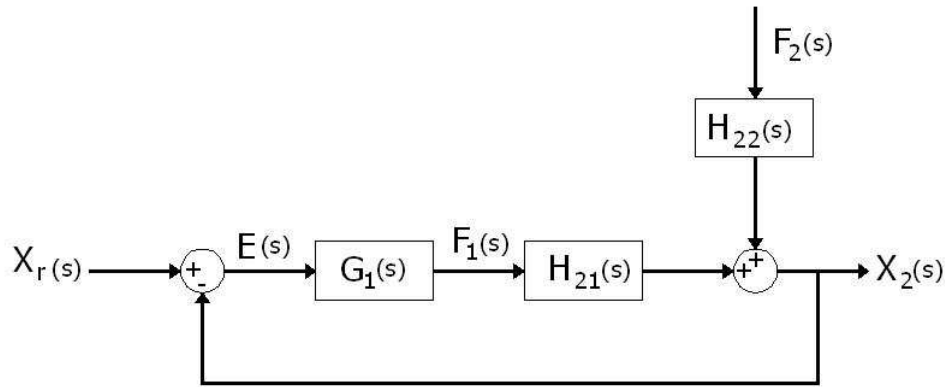 F₂(s)
H₂₂(s)
Xᵣ(s)
+
-
E(s)
G₁(s)
F₁(s)
H₂₁(s)
+
+
X₂(s)